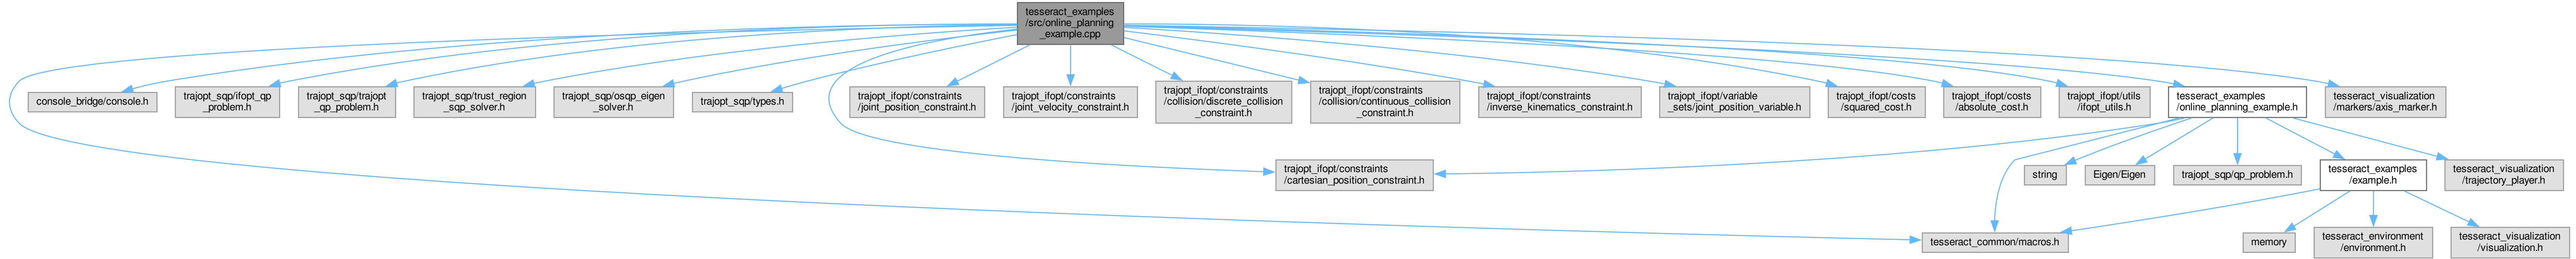 tesseract_examples
/src/online_planning
_example.cpp
console_bridge/console.h
trajopt_sqp/ifopt_qp
_problem.h
trajopt_sqp/trajopt
_qp_problem.h
trajopt_sqp/trust_region
_sqp_solver.h
trajopt_sqp/osqp_eigen
_solver.h
trajopt_sqp/types.h
trajopt_ifopt/constraints
/joint_position_constraint.h
trajopt_ifopt/constraints
/joint_velocity_constraint.h
trajopt_ifopt/constraints
/collision/discrete_collision
_constraint.h
trajopt_ifopt/constraints
/collision/continuous_collision
_constraint.h
trajopt_ifopt/constraints
/inverse_kinematics_constraint.h
trajopt_ifopt/variable
_sets/joint_position_variable.h
trajopt_ifopt/costs
/squared_cost.h
trajopt_ifopt/costs
/absolute_cost.h
trajopt_ifopt/utils
/ifopt_utils.h
tesseract_examples
/online_planning_example.h
tesseract_visualization
/markers/axis_marker.h
trajopt_ifopt/constraints
/cartesian_position_constraint.h
string
Eigen/Eigen
trajopt_sqp/qp_problem.h
tesseract_examples
/example.h
tesseract_visualization
/trajectory_player.h
tesseract_common/macros.h
memory
tesseract_environment
/environment.h
tesseract_visualization
/visualization.h